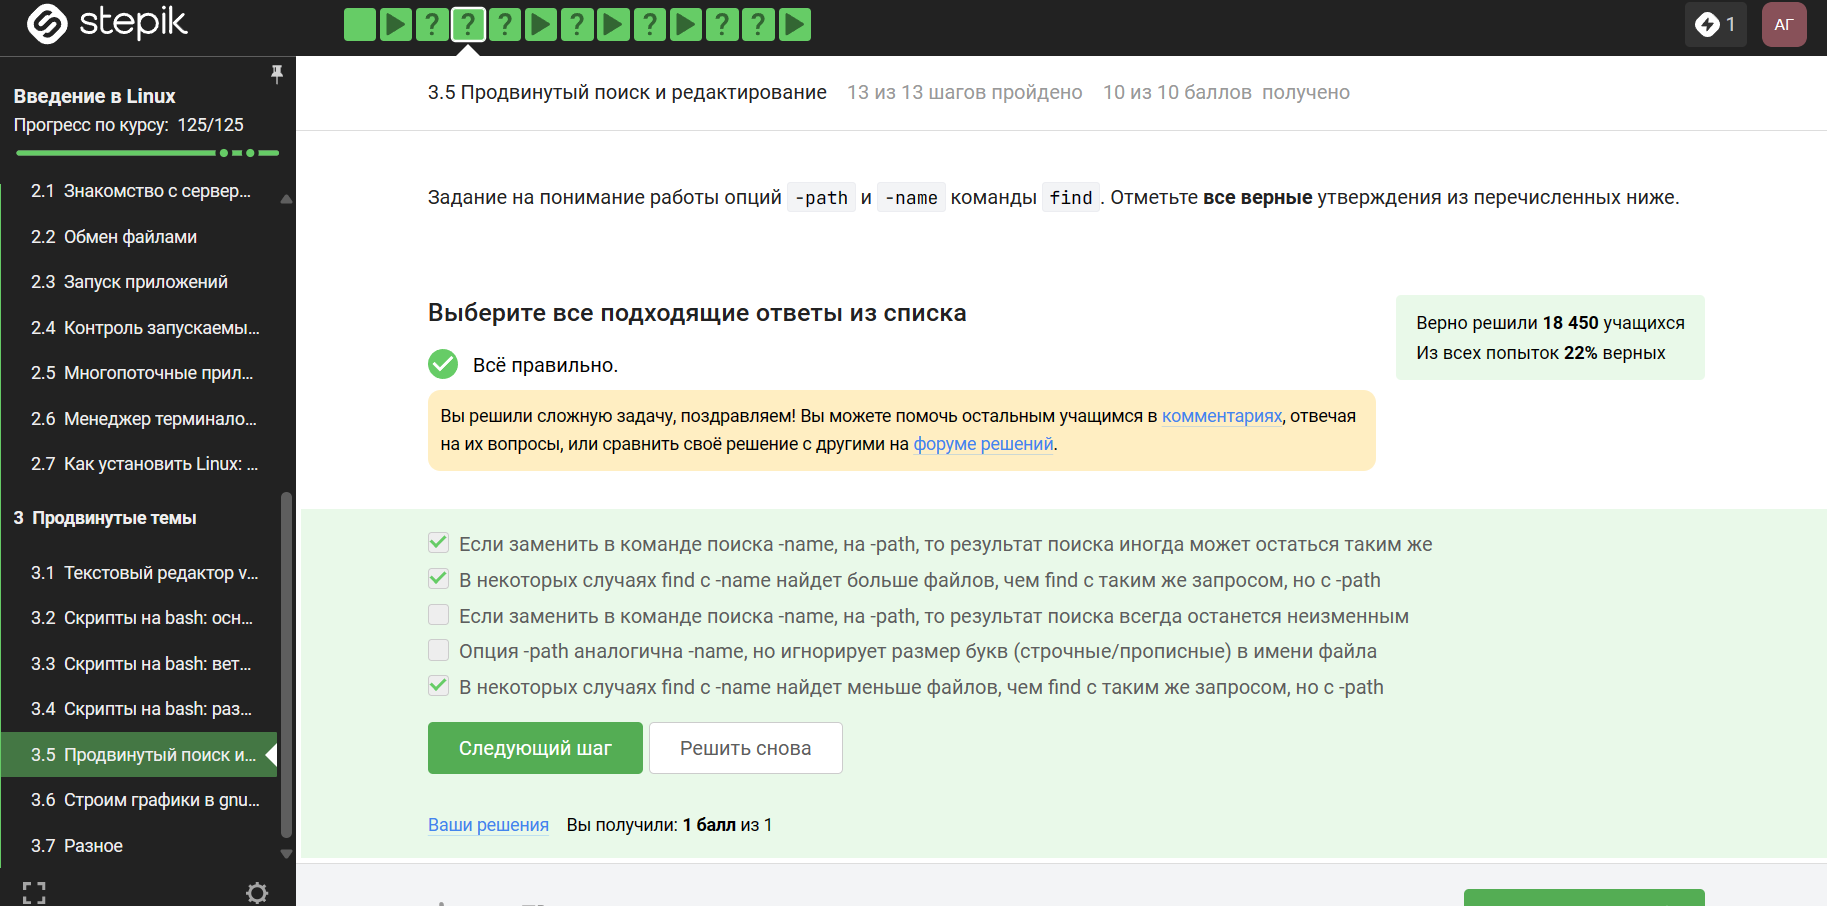 stepik
?
?
?
?
?
?
?
1
АГ
Введение в Linux
Прогресс по курсу: 125/125
2.1 Знакомство с сервер...
2.2 Обмен файлами
2.3 Запуск приложений
2.4 Контроль запускаемы...
2.5 Многопоточные прил...
2.6 Менеджер терминало...
2.7 Как установить Linux: ...
3 Продвинутые темы
3.1 Текстовый редактор v...
3.2 Скрипты на bash: осн...
3.3 Скрипты на bash: вет...
3.4 Скрипты на bash: раз...
3.5 Продвинутый поиск и...
3.6 Строим графики в gnu...
3.7 Разное
3.5 Продвинутый поиск и редактирование 13 из 13 шагов пройдено 10 из 10 баллов получено
Задание на понимание работы опций -path и -name команды find. Отметьте все верные утверждения из перечисленных ниже.
Выберите все подходящие ответы из списка
Верно решили 18 450 учащихся
Из всех попыток 22% верных
Всё правильно.
Вы решили сложную задачу, поздравляем! Вы можете помочь остальным учащимся в комментариях, отвечая
на их вопросы, или сравнить своё решение с другими на форуме решений.
Если заменить в команде поиска -name, на -path, то результат поиска иногда может остаться таким же
В некоторых случаях find с -name найдет больше файлов, чем find с таким же запросом, но с -path
Если заменить в команде поиска -name, на -path, то результат поиска всегда останется неизменным
Опция -path аналогична -name, но игнорирует размер букв (строчные/прописные) в имени файла
В некоторых случаях find с -name найдет меньше файлов, чем find с таким же запросом, но с -path
Следующий шаг
Решить снова
Ваши решения Вы получили: 1 балл из 1